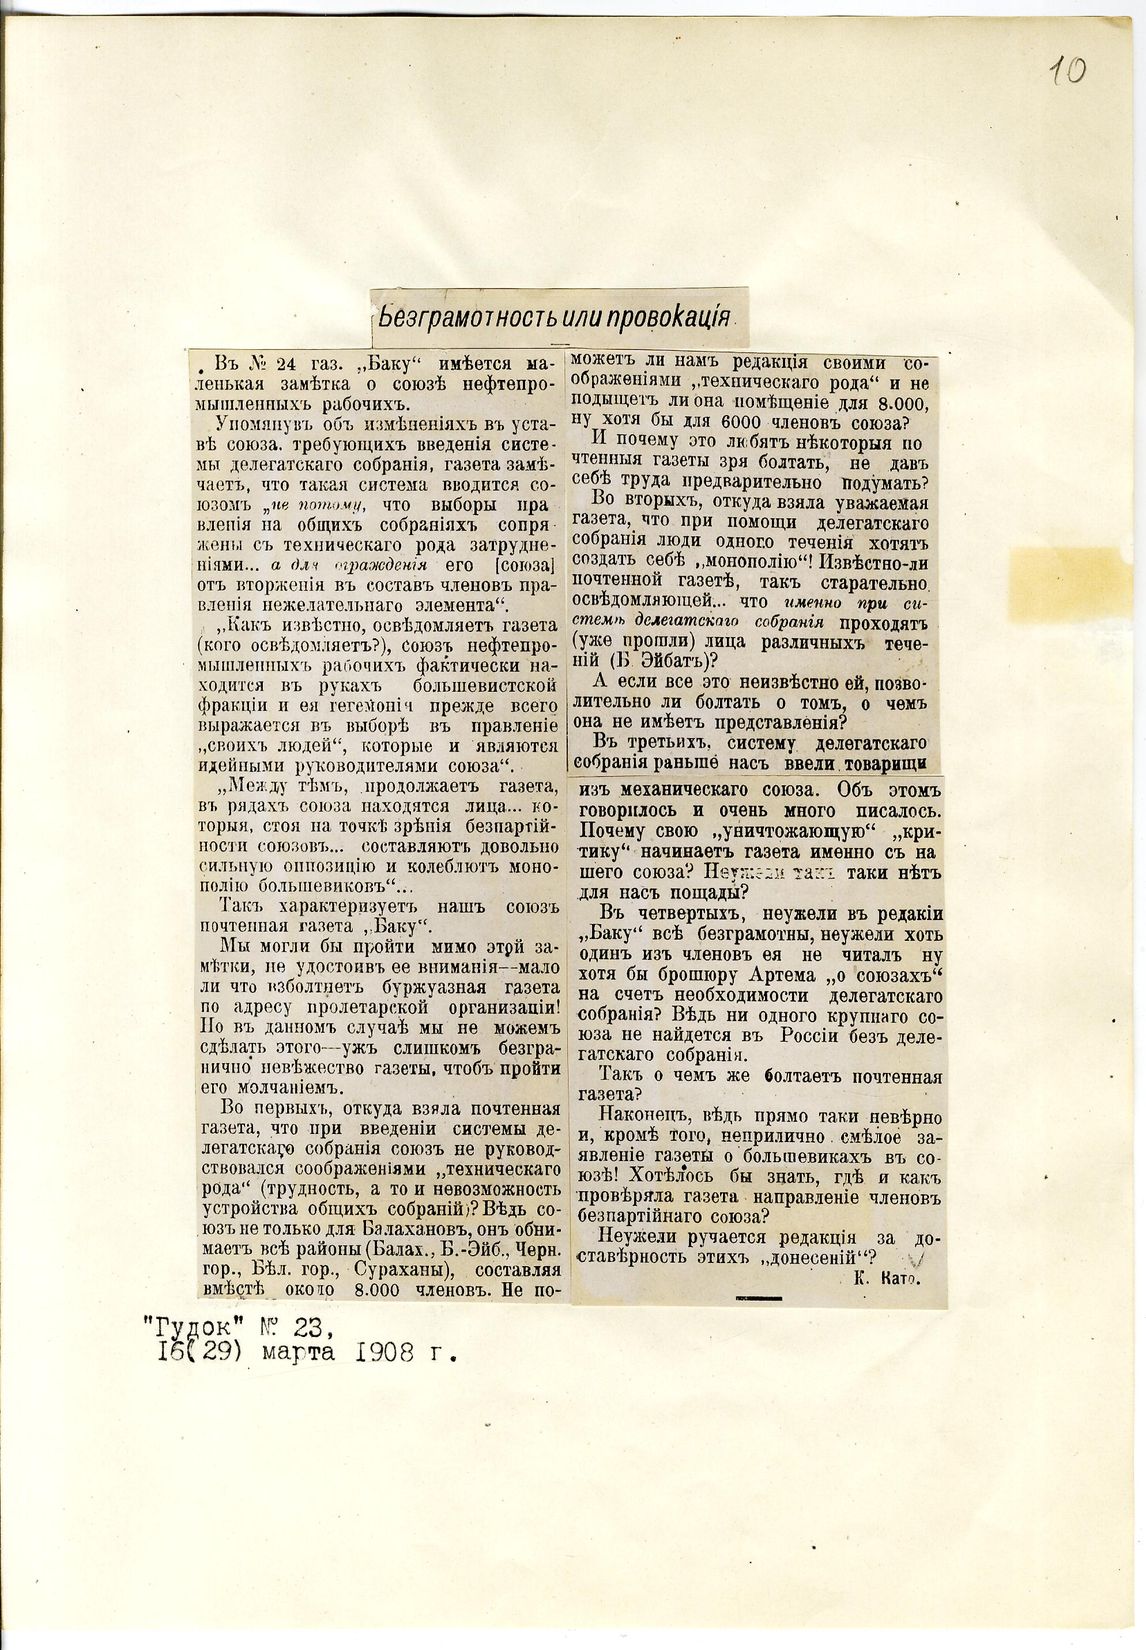 10
Безграмотность или провокація
Въ № 24 газ. „Баку“ имѣется ма-
ленькая замѣтка о союзѣ нефтепро-
мышленныхъ рабочихъ.
Упомянувъ объ измѣненіяхъ въ уста-
вѣ союза. требующихъ введенія систе-
мы делегатскаго собранія, газета замѣ-
чаетъ, что такая система вводится со-
юзомъ „не потому, что выборы пра
вленія на общихъ собраніяхъ сопря-
жены съ техническаго рода затрудне-
ніями... а для огражденія его [союза]
отъ вторженія въ составъ членовъ пра-
вленія нежелательнаго элемента“.
„Какъ извѣстно, освѣдомляетъ газета
(кого освѣдомляетъ?), союзъ нефтепро-
мышленныхъ рабочихъ фактически на-
ходится въ рукахъ большевистской
фракціи и ея гегемонія прежде всего
выражается въ выборѣ въ правленіе
„своихъ людей“, которые и являются
идейными руководителями союза“.
„Между тѣмъ, продолжаетъ газета,
въ рядахъ союза находятся лица... ко-
торыя, стоя на точкѣ зрѣнія безпартій-
ности союзовъ... составляютъ довольно
сильную оппозицію и колеблютъ моно-
полію большевиковъ“...
Такъ характеризуетъ нашъ союзъ
почтенная газета „Баку“.
Мы могли бы пройти мимо этой за-
мѣтки, не удостоивъ ее вниманія—мало
ли что взболтнетъ буржуазная газета
по адресу пролетарской организаціи!
Но въ данномъ случаѣ мы не можемъ
сдѣлать этого—ужъ слишкомъ безгра-
нично невѣжество газеты, чтобъ пройти
его молчаніемъ.
Во первыхъ, откуда взяла почтенная
газета, что при введеніи системы де-
легатскаго собранія союзъ не руковод-
ствовался соображеніями „техническаго
рода“ (трудность, а то и невозможность
устройства общихъ собраній)? Вѣдь со-
юзъ не только для Балахановъ, онъ обни-
маетъ всѣ районы (Балах., Б.-Эйб., Черн.
гор., Бѣл. гор., Сураханы), составляя
вмѣстѣ около 8.000 членовъ. Не по-
можетъ ли намъ редакція своими со-
ображеніями „техническаго рода“ и не
подыщетъ ли она помѣщеніе для 8.000,
ну хотя бы для 6000 членовъ союза?
И почему это любятъ нѣкоторыя по
чтенныя газеты зря болтать, не давъ
себѣ труда предварительно подумать?
Во вторыхъ, откуда взяла уважаемая
газета, что при помощи делегатскаго
собранія люди одного теченія хотятъ
создать себѣ „монополію“! Извѣстно-ли
почтенной газетѣ, такъ старательно
освѣдомляющей... что именно при си-
стемѣ делегатскаго собранія проходятъ
(уже прошли) лица различныхъ тече-
ній (Б. Эйбатъ)?
А если все это неизвѣстно ей, позво-
лительно ли болтать о томъ, о чемъ
она не имѣетъ представленія?
Въ третьихъ, систему делегатскаго
собранія раньше насъ ввели товарищи
изъ механическаго союза. Объ этомъ
говорилось и очень много писалось.
Почему свою „уничтожающую“ „кри-
тику“ начинаетъ газета именно съ на
шего союза? Неужели такъ таки нѣтъ
для насъ пощады?
Въ четвертыхъ, неужели въ редакіи
„Баку“ всѣ безграмотны, неужели хоть
одинъ изъ членовъ ея не читалъ ну
хотя бы брошюру Артема „о союзахъ“
на счетъ необходимости делегатскаго
собранія? Вѣдь ни одного крупнаго со-
юза не найдется въ Россіи безъ деле-
гатскаго собранія.
Такъ о чемъ же болтаетъ почтенная
газета?
Наконецъ, вѣдь прямо таки невѣрно
и, кромѣ того, неприлично смѣлое за-
явленіе газеты о большевикахъ въ со-
юзѣ! Хотѣлось бы знать, гдѣ и какъ
провѣряла газета направленіе членовъ
безпартійнаго союза?
Неужели ручается редакція за до-
ставѣрность этихъ „донесеній“?
К. Като.
"Гудок" № 23,
16(29) марта 1908 г.